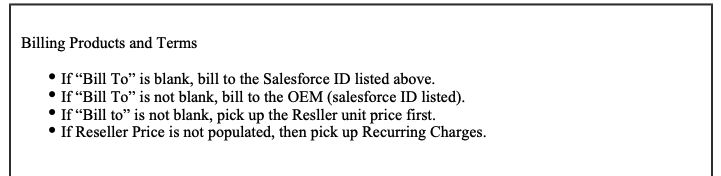 Billing Products and Terms
• If “Bill To” is blank, bill to the Salesforce ID listed above.
• If “Bill To” is not blank, bill to the OEM (salesforce ID listed).
• If “Bill to” is not blank, pick up the Resller unit price first.
• If Reseller Price is not populated, then pick up Recurring Charges.